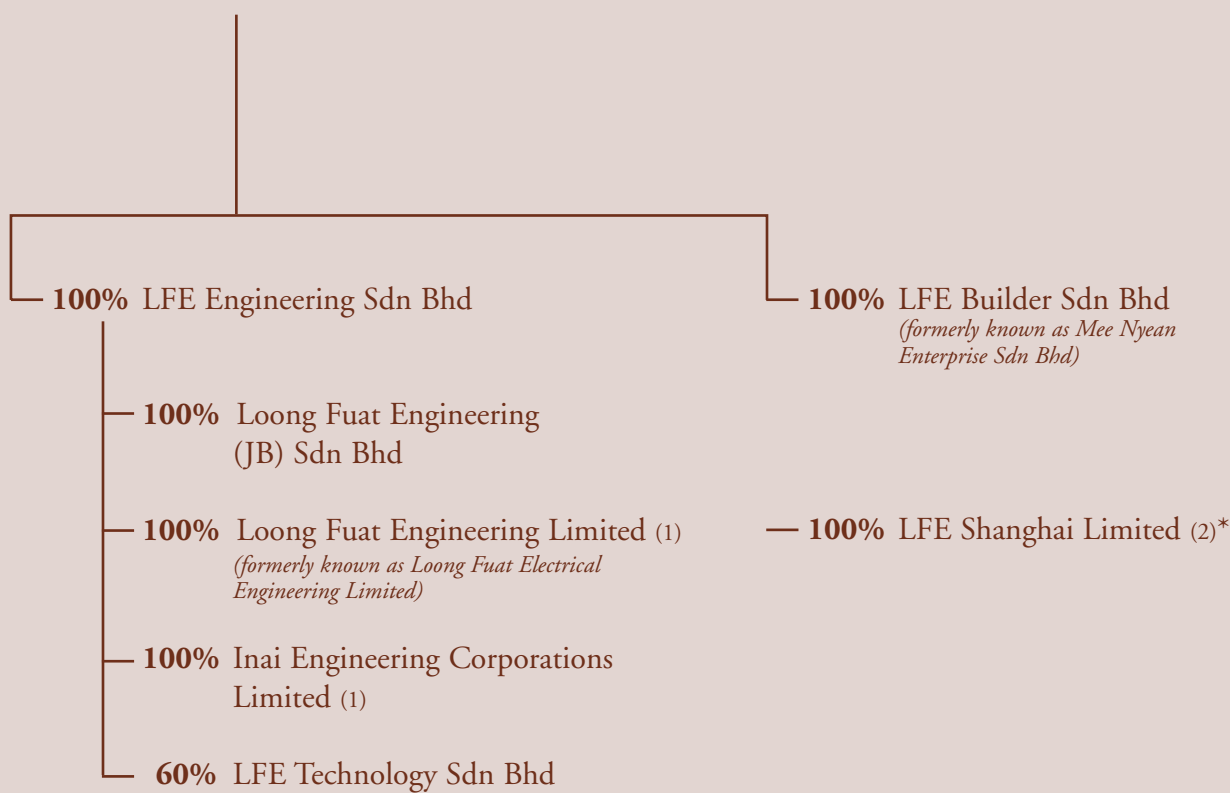 100% LFE Engineering Sdn Bhd
100% Loong Fuat Engineering
(JB) Sdn Bhd
100% Loong Fuat Engineering Limited (1)
(formerly known as Loong Fuat Electrical
Engineering Limited)
100% Inai Engineering Corporations
Limited (1)
60% LFE Technology Sdn Bhd
100% LFE Builder Sdn Bhd
(formerly known as Mee Nyean
Enterprise Sdn Bhd)
100% LFE Shanghai Limited (2)*